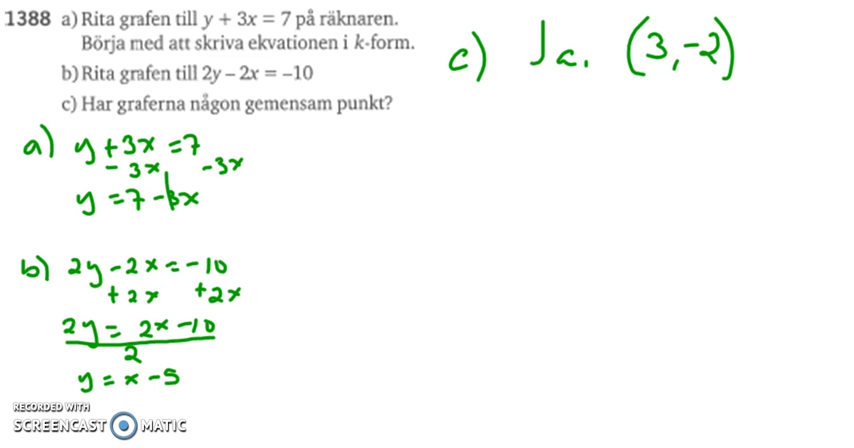 1388 a) Rita grafen till y + 3x = 7 på räknaren.
Börja med att skriva ekvationen i k-form.
b) Rita grafen till 2y – 2x = –10
c) Har graferna någon gemensam punkt?
c) Ja. (3,-2)
a) y + 3x = 7
- 3x -3x
y = 7 - 3x
b) 2y - 2x = -10
+ 2x + 2x
2y = 2x - 10
2
y = x - 5
RECORDED WITH
SCREENCAST MATIC